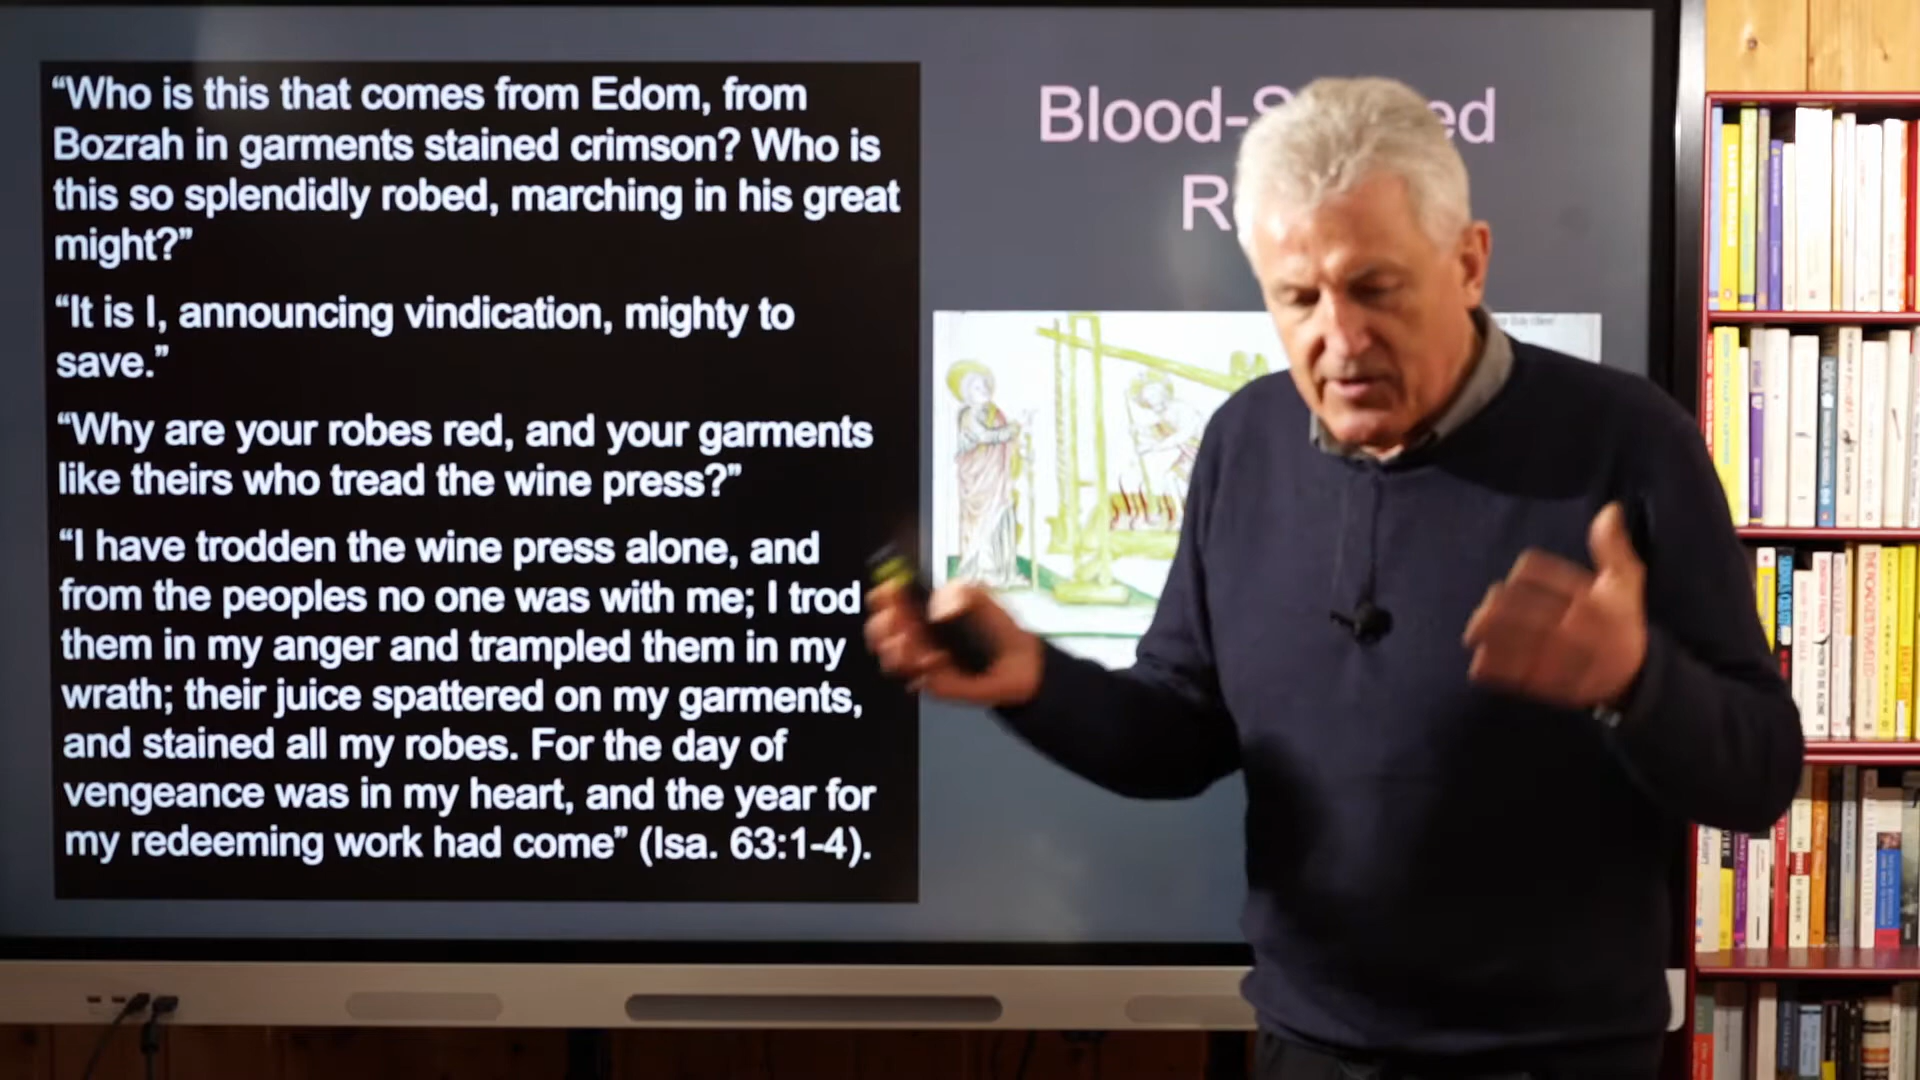 “Who is this that comes from Edom, from
Bozrah in garments stained crimson? Who is
this so splendidly robed, marching in his great
might?”
“It is I, announcing vindication, mighty to
save.”
“Why are your robes red, and your garments
like theirs who tread the wine press?”
“I have trodden the wine press alone, and
from the peoples no one was with me; I trod
them in my anger and trampled them in my
wrath; their juice spattered on my garments,
and stained all my robes. For the day of
vengeance was in my heart, and the year for
my redeeming work had come” (Isa. 63:1-4).
Blood-S ed
R